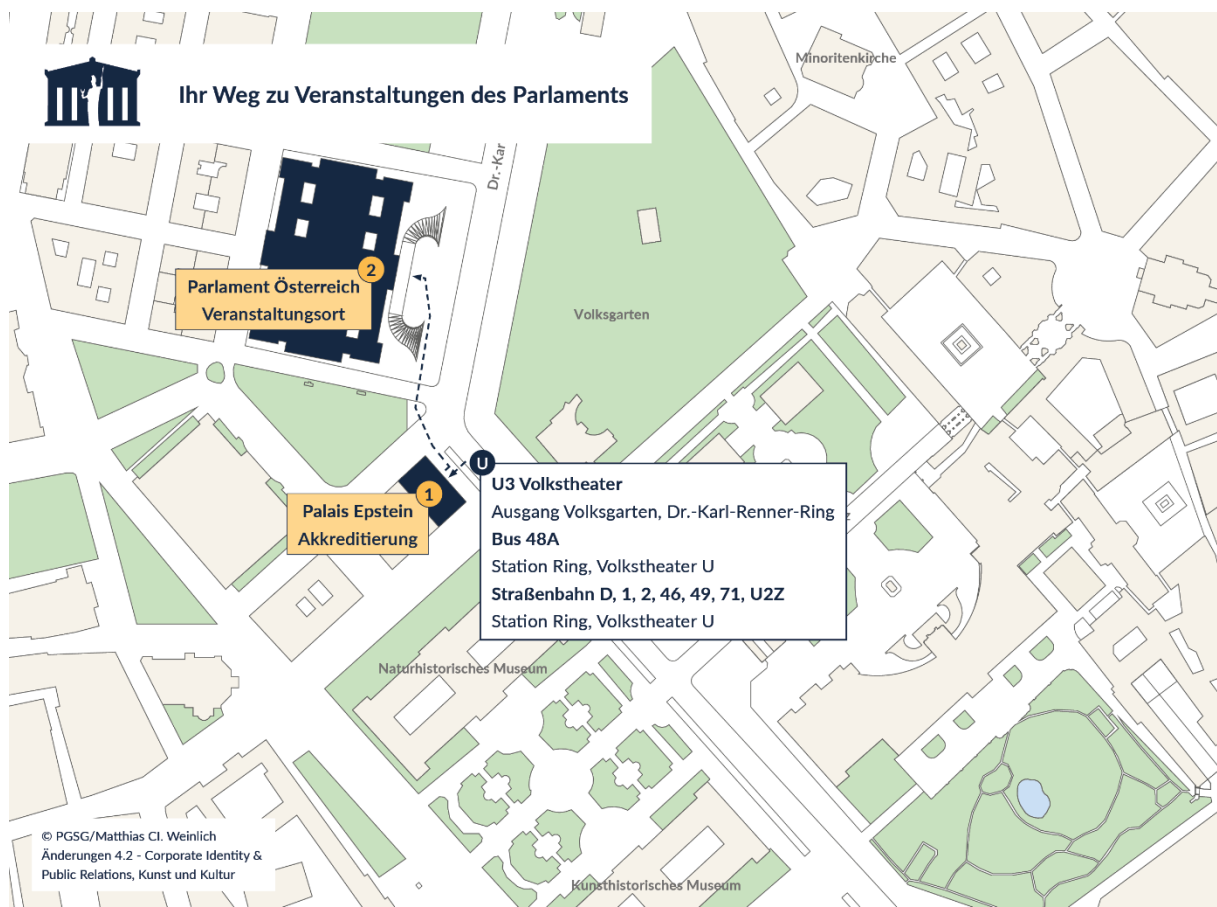 Minoritenkirche
Ihr Weg zu Veranstaltungen des Parlaments
Dr.-Kar
2
Parlament Österreich
Veranstaltungsort
Volksgarten
U
1
Palais Epstein
Akkreditierung
U3 Volkstheater
Ausgang Volksgarten, Dr.-Karl-Renner-Ring
Bus 48A
Station Ring, Volkstheater U
Straßenbahn D, 1, 2, 46, 49, 71, U2Z
Station Ring, Volkstheater U
Naturhistorisches Museum
© PGSG/Matthias CI. Weinlich
Änderungen 4.2 - Corporate Identity &
Public Relations, Kunst und Kultur
Kunsthistorisches Museum